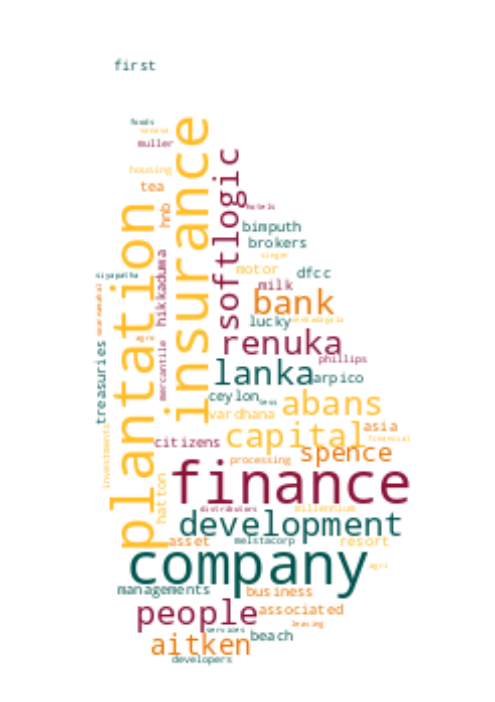 first
foods
muller
housing
tea
hnb
insurance
softlogic
hotels
bimputh
brokers
singer
motor
dfcc
milk
siyapatha
plantation
hikkaduwa
bank
lucky
agro
mercantile
treasuries
renuka
phillips
lanka
arpico
ceylon
less
abans
vardhana
capital
asia
financial
citizens
spence
processing
investments
hatton
finance
distributors
millennium
development
asset
melstacorp
resort
company
agri
managements
business
people
associated
leasing
services
beach
aitken
developers